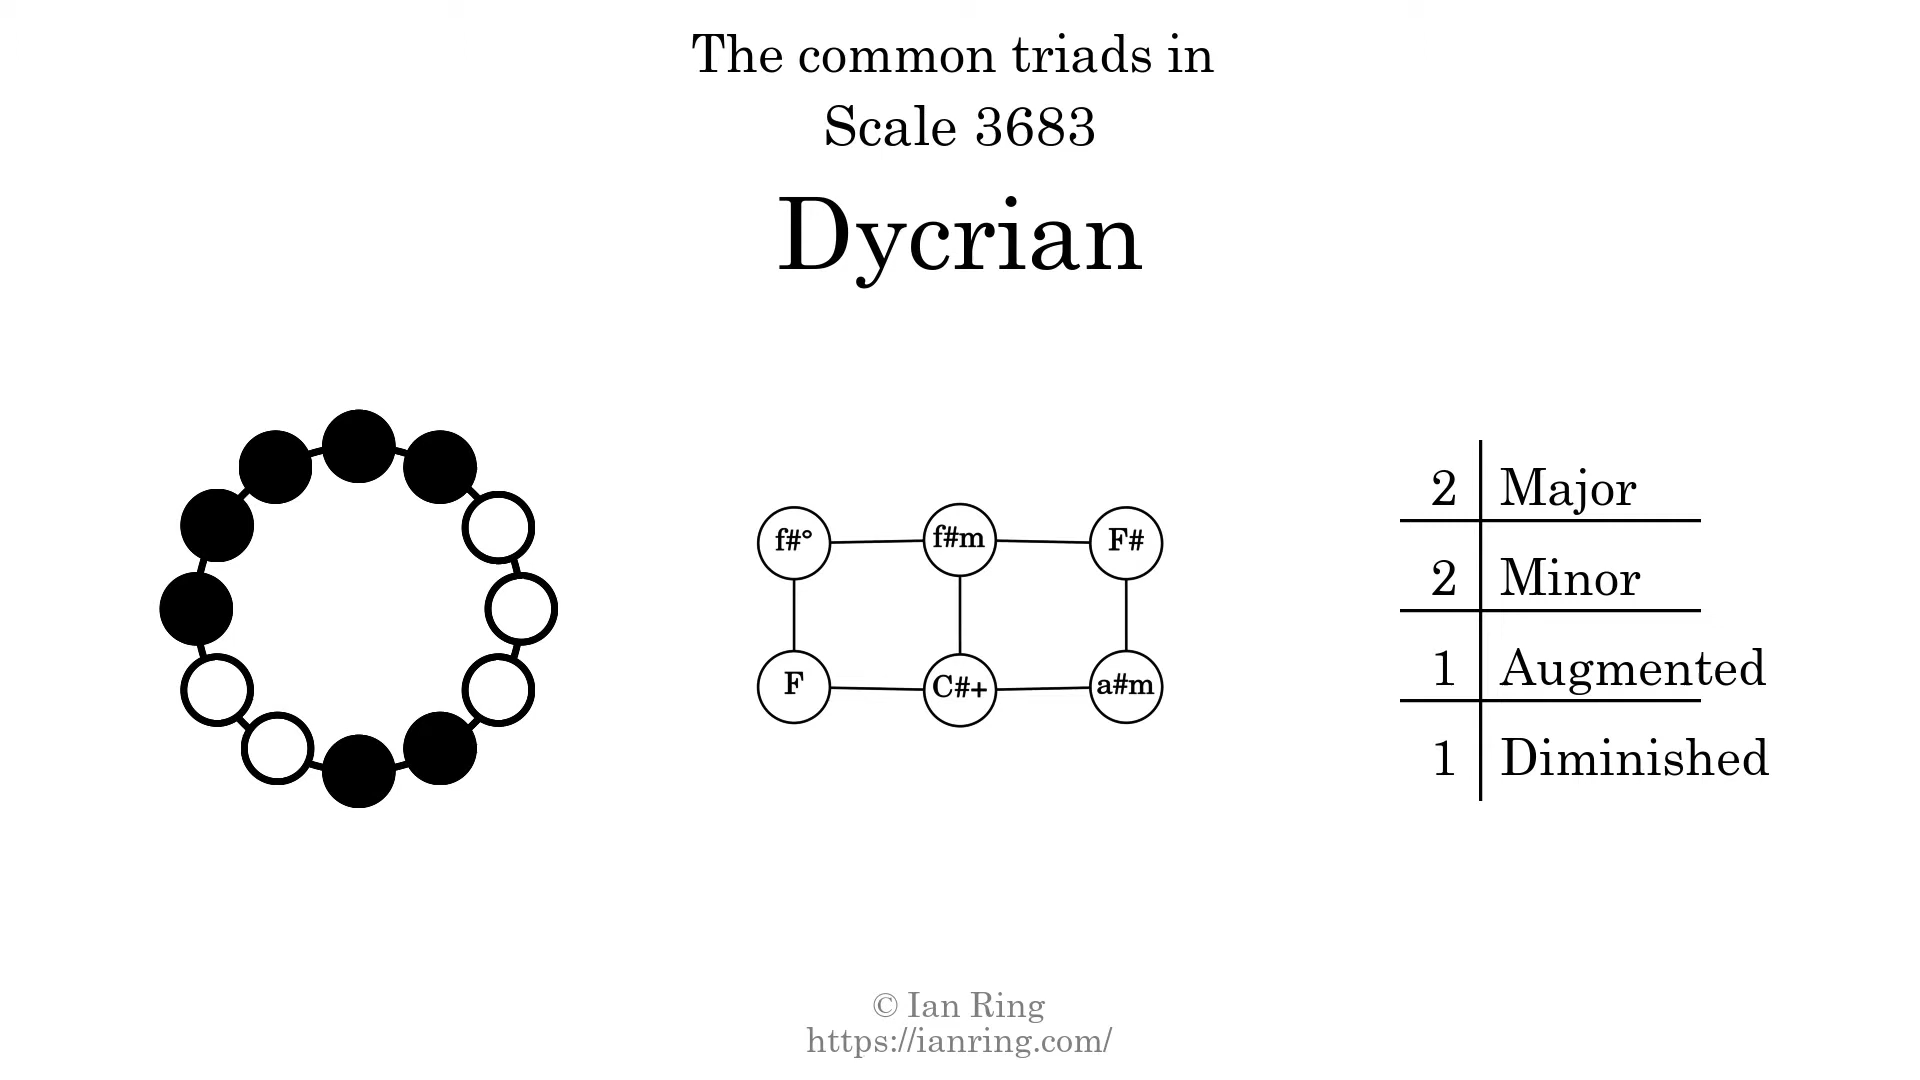 The common triads in
Scale 3683
Dycrian
f#° f#m F#
F C#+ a#m
2 Major
2 Minor
1 Augmented
1 Diminished
© Ian Ring
https://ianring.com/